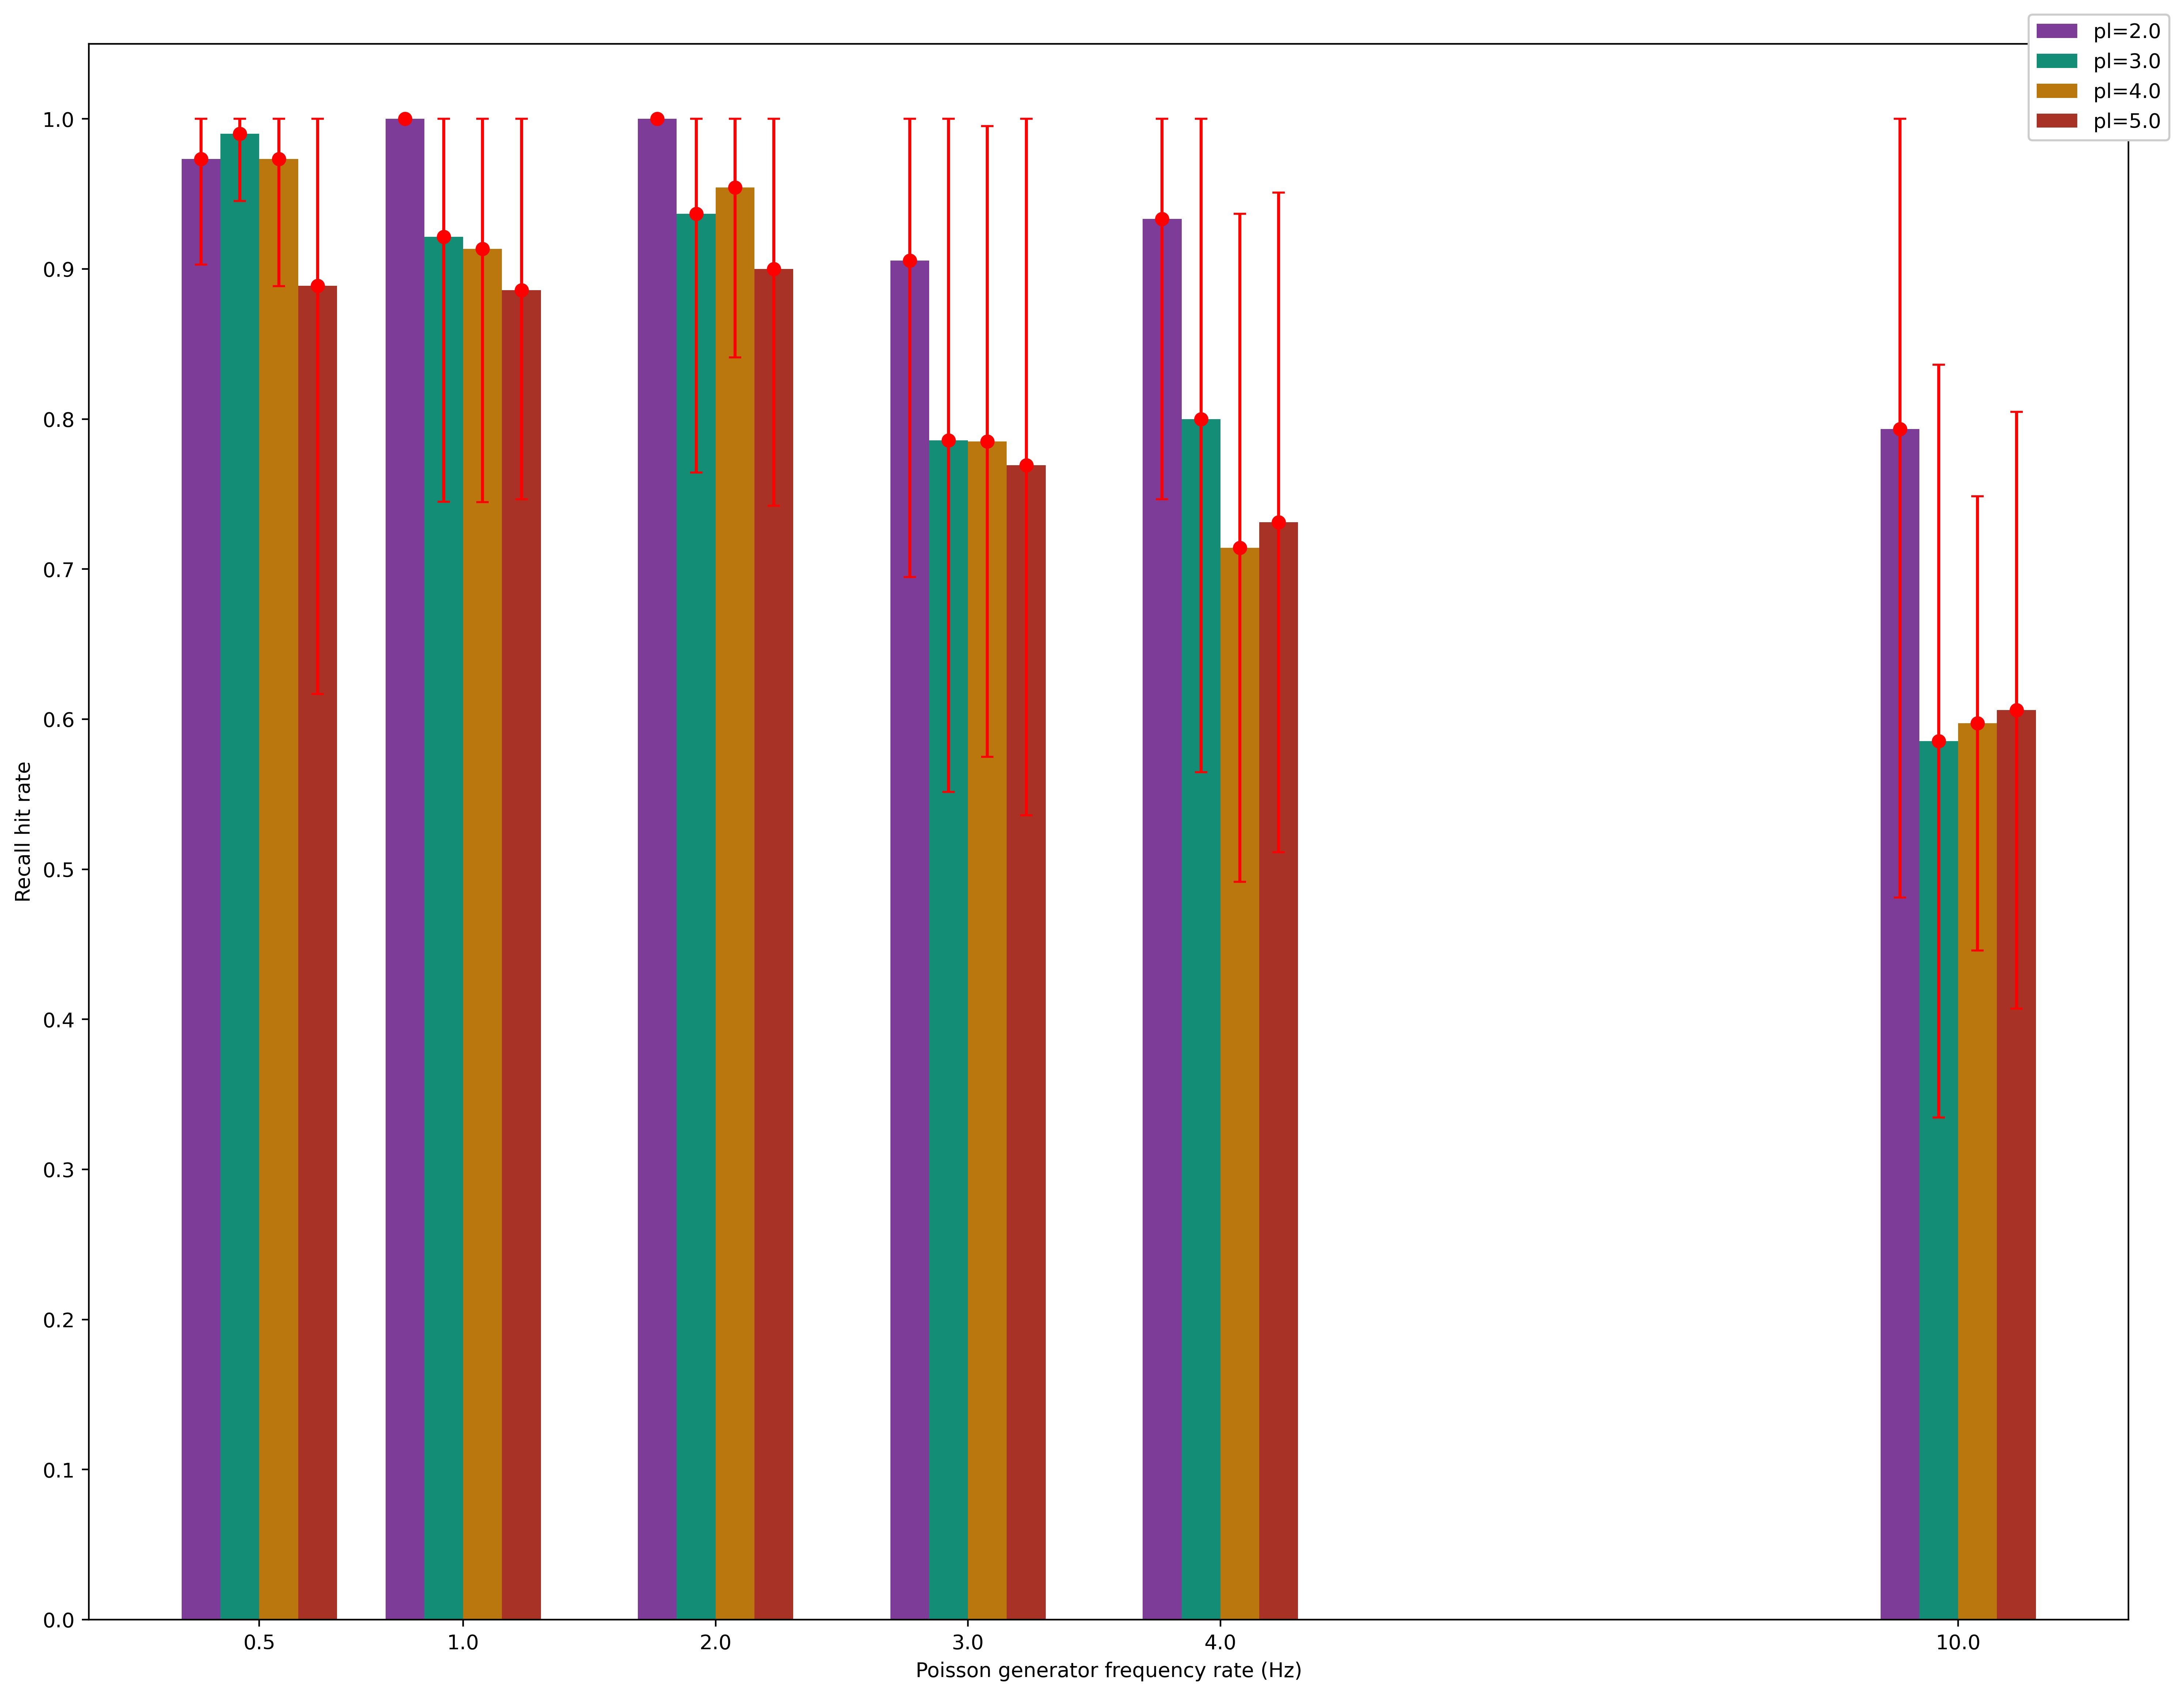 pl=2.0
pl=3.0
pl=4.0
pl=5.0
1.0
0.9
0.8
0.7
0.6
0.5
0.4
0.3
0.2
0.1
0.0
Recall hit rate
0.5 1.0 2.0 3.0 4.0 10.0
Poisson generator frequency rate (Hz)